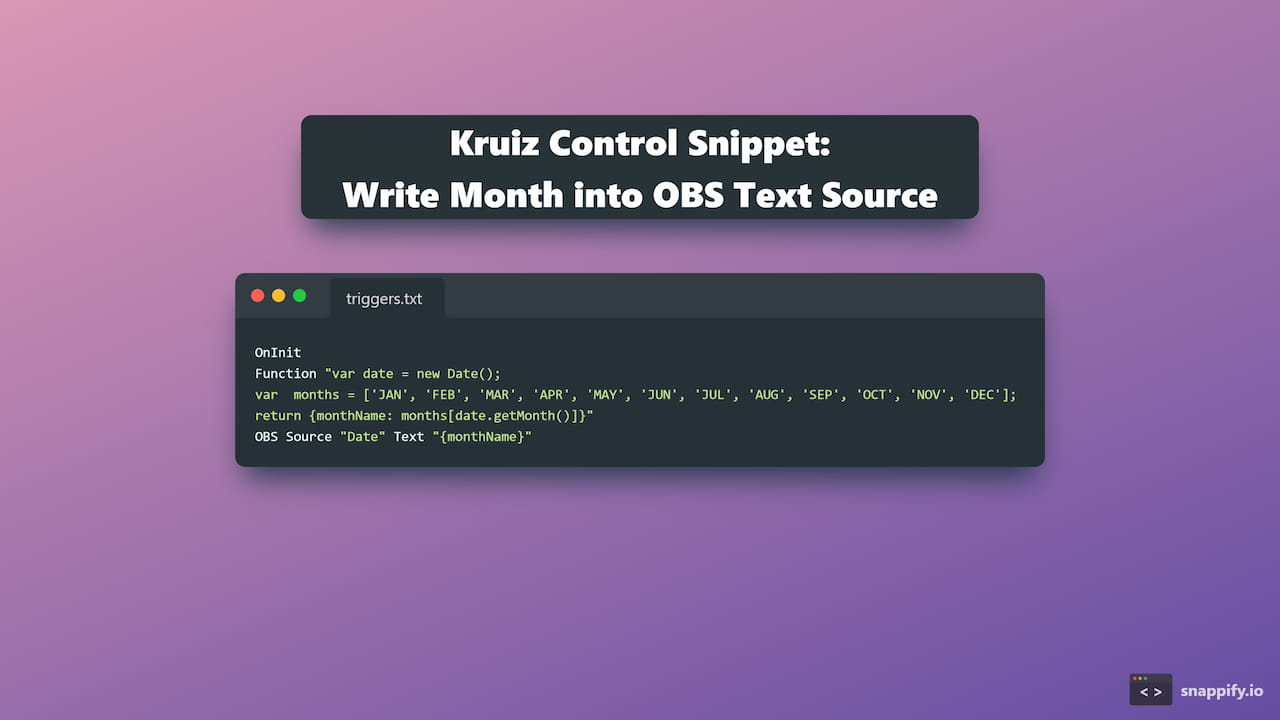 Kruiz Control Snippet:
Write Month into OBS Text Source
triggers.txt
OnInit
Function "var date = new Date();
var  months = ['JAN', 'FEB', 'MAR', 'APR', 'MAY', 'JUN', 'JUL', 'AUG', 'SEP', 'OCT', 'NOV', 'DEC'];
return {monthName: months[date.getMonth()]}"
OBS Source "Date" Text "{monthName}"
< > snappify.io